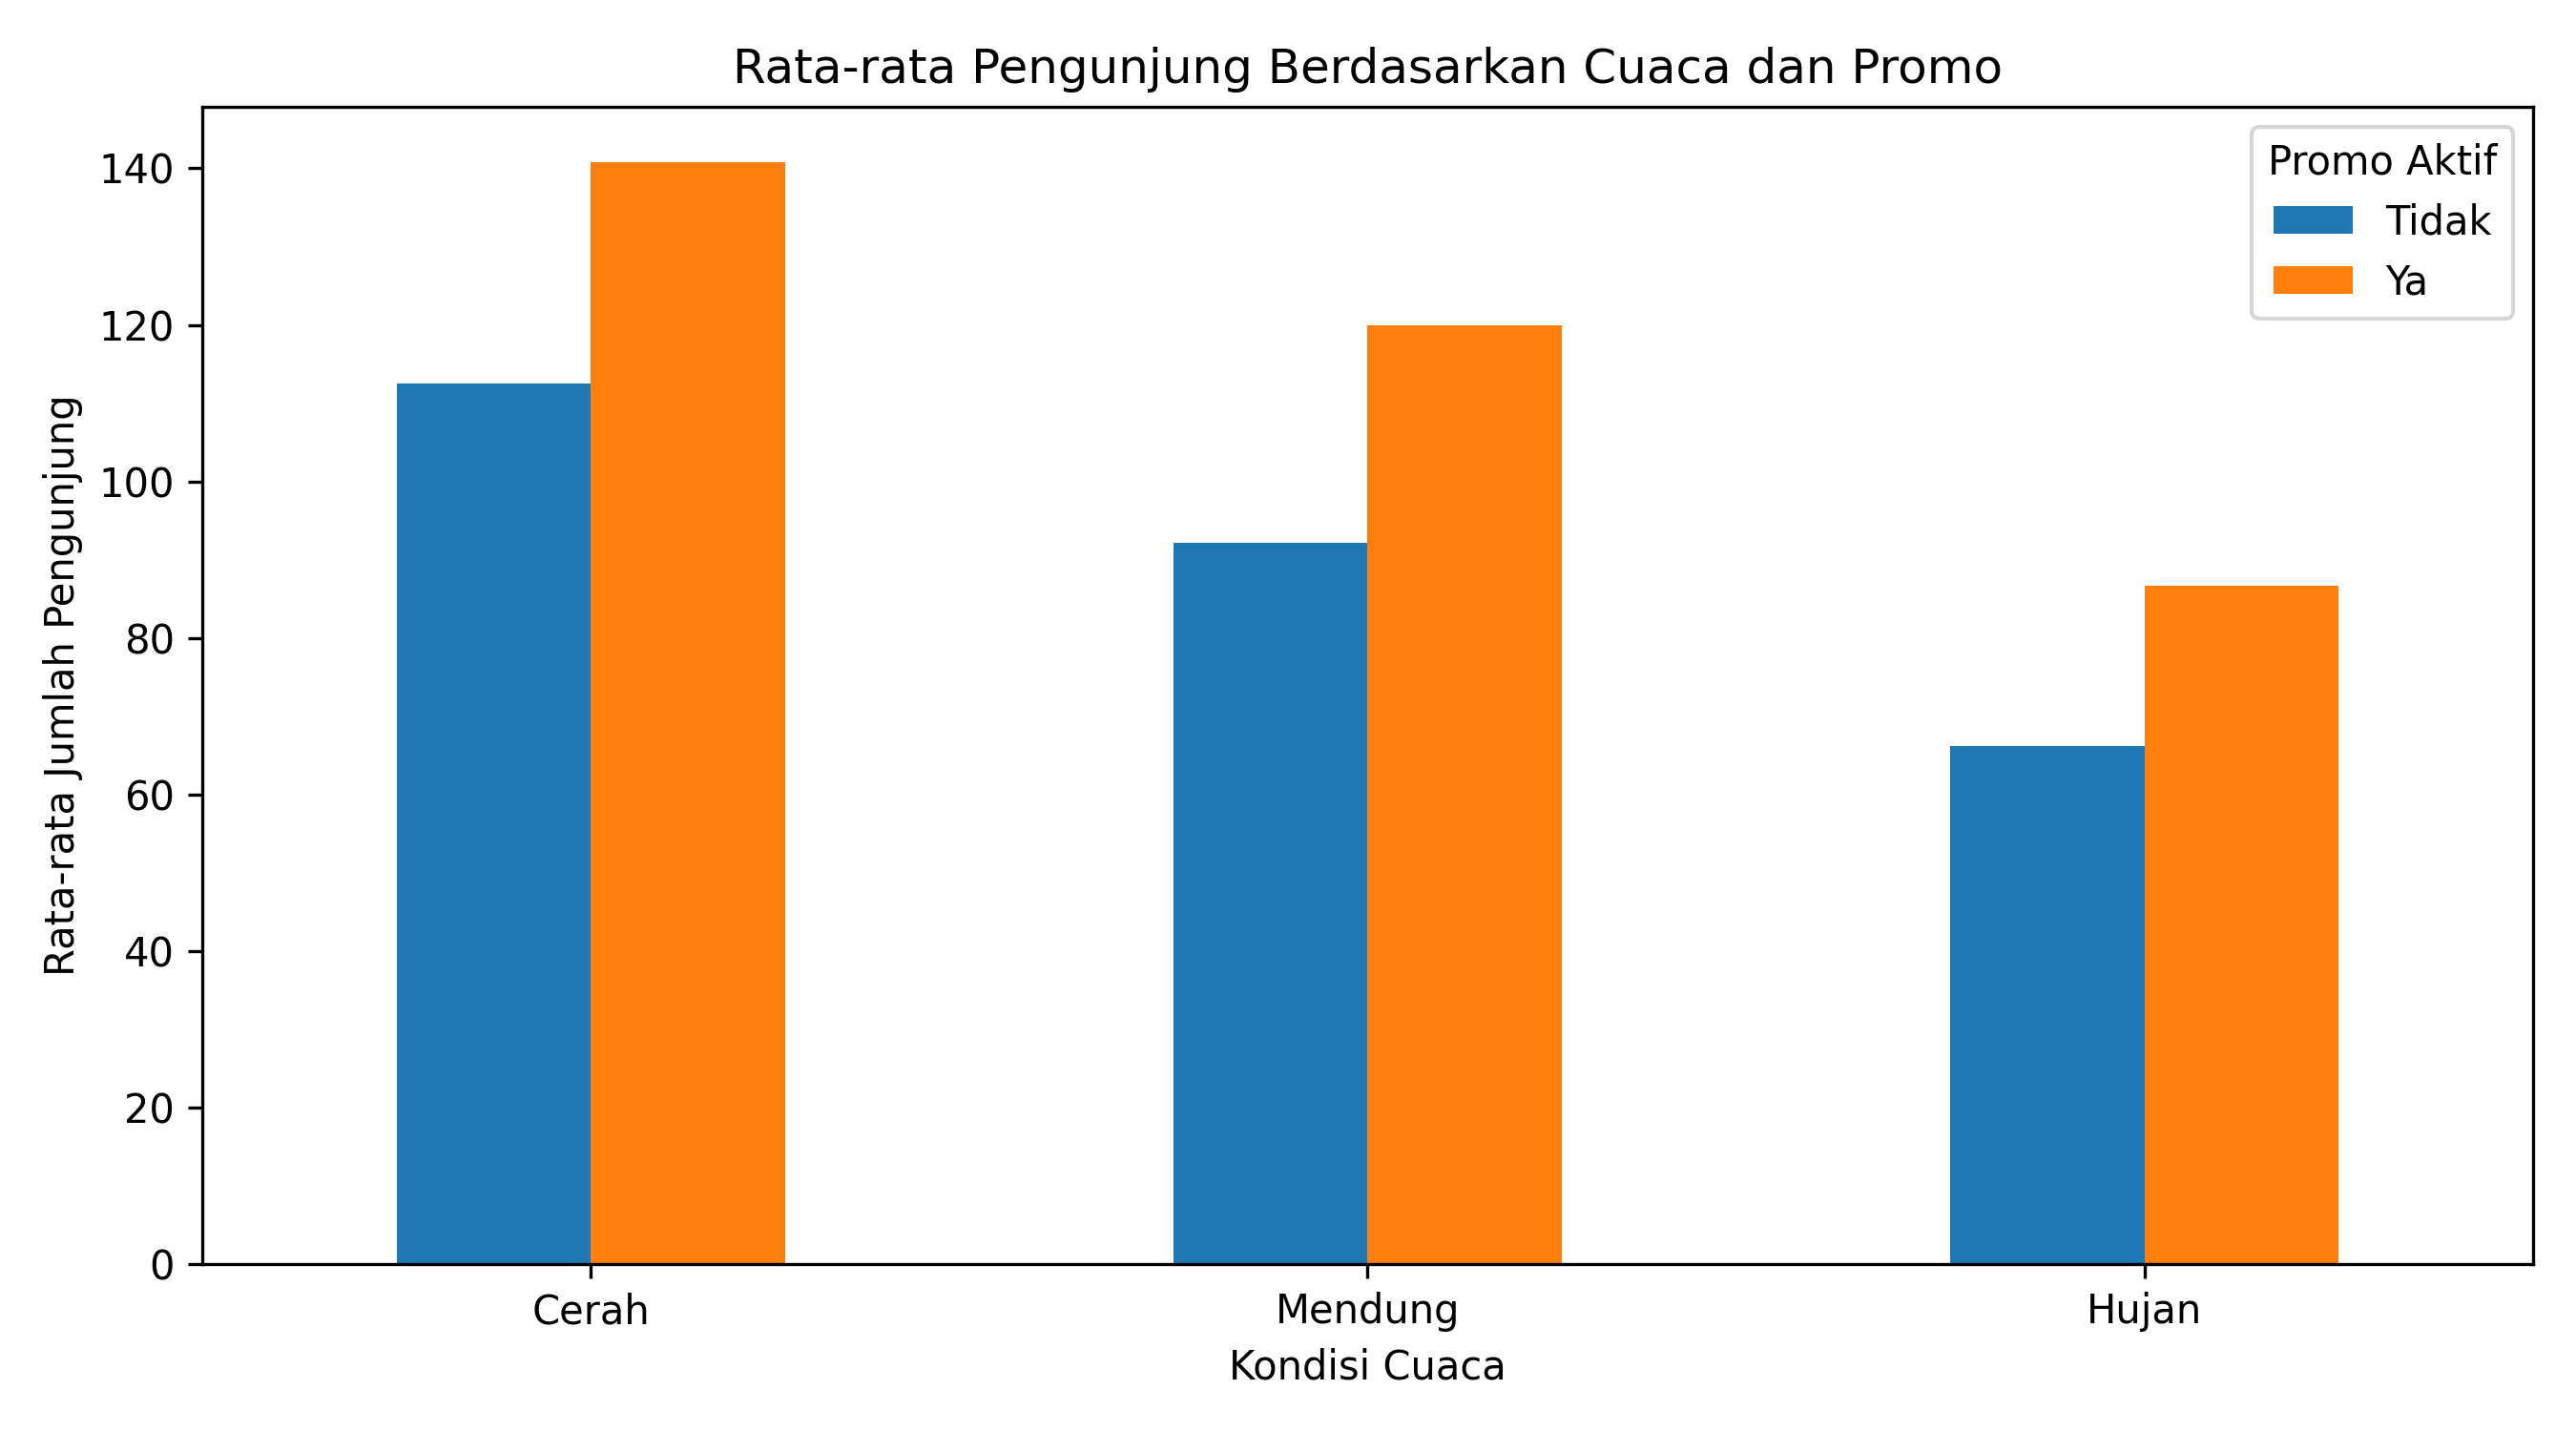 Rata-rata Pengunjung Berdasarkan Cuaca dan Promo
Promo Aktif
Tidak
Ya
Rata-rata Jumlah Pengunjung
140
120
100
80
60
40
20
0
Cerah
Mendung
Hujan
Kondisi Cuaca